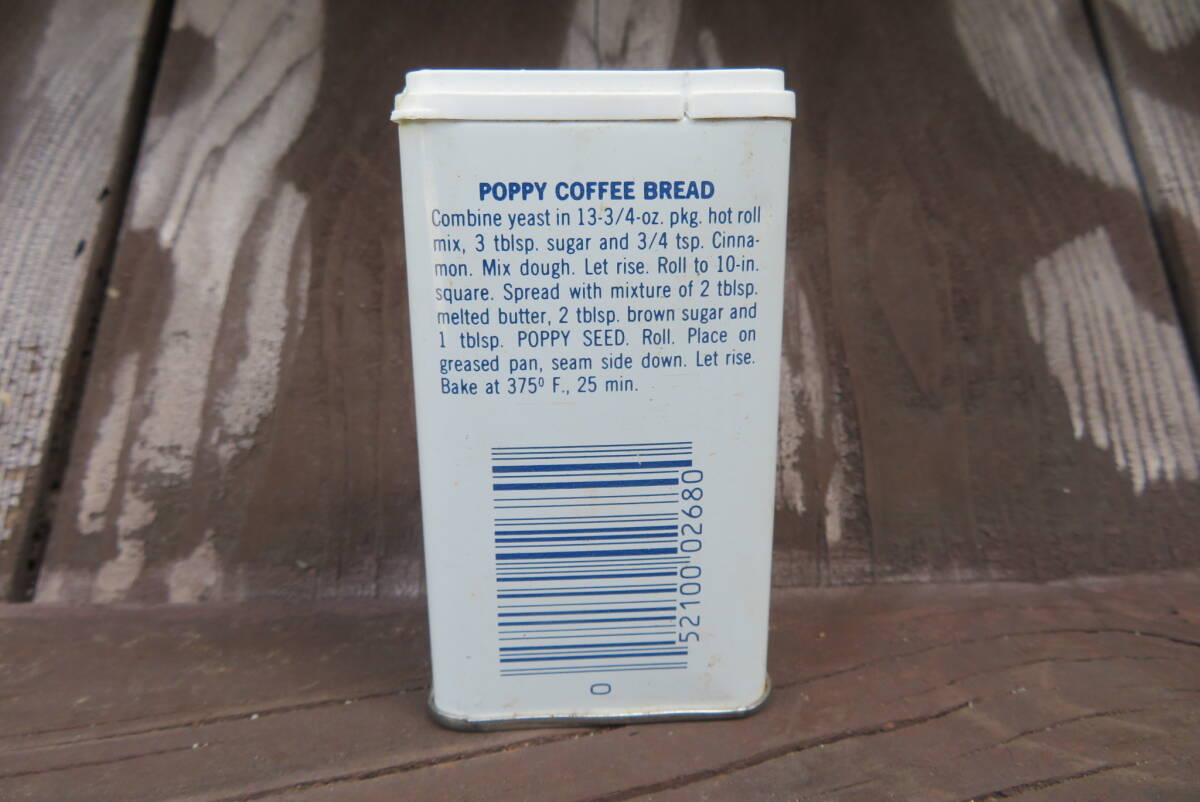 POPPY COFFEE BREAD
Combine yeast in 13-3/4-oz. pkg. hot roll
mix, 3 tblsp. sugar and 3/4 tsp. Cinna-
mon. Mix dough. Let rise. Roll to 10-in.
square. Spread with mixture of 2 tblsp.
melted butter, 2 tblsp. brown sugar and
1 tblsp. POPPY SEED. Roll. Place on
greased pan, seam side down. Let rise.
Bake at 375⁰ F., 25 min.
52100 02680
0